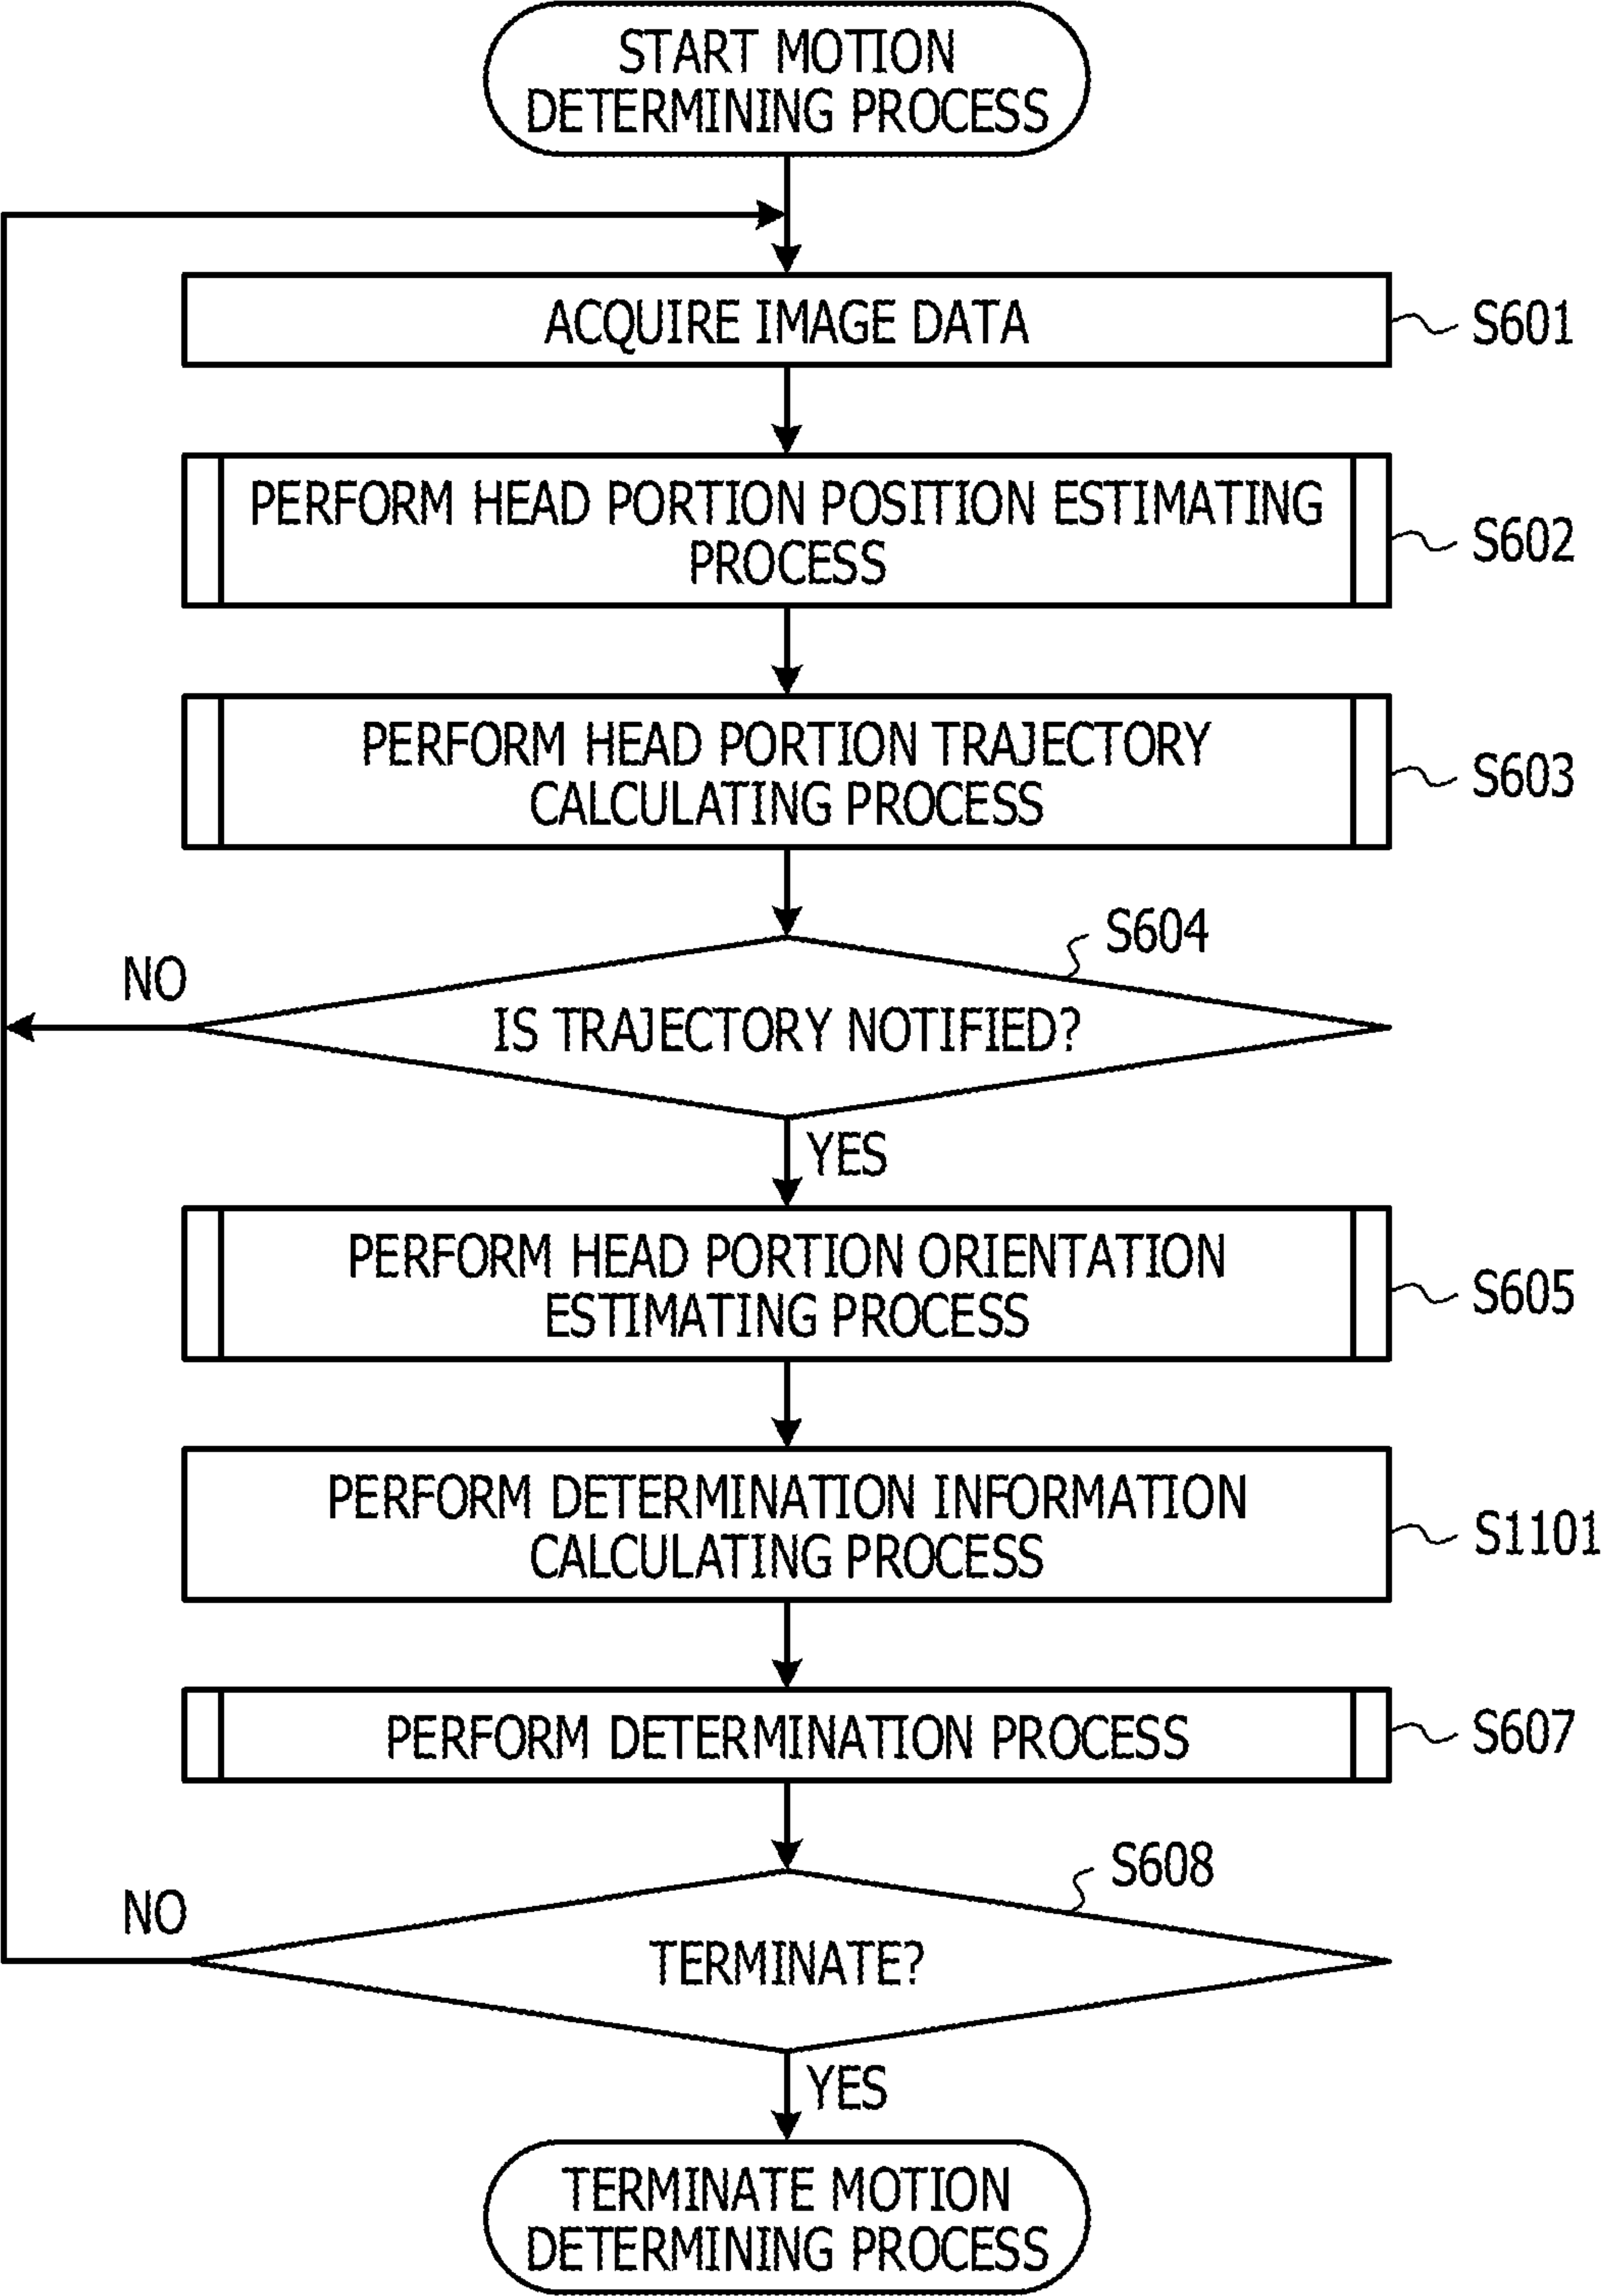 START MOTION
DETERMINING PROCESS
ACQUIRE IMAGE DATA
S601
PERFORM HEAD PORTION POSITION ESTIMATING
PROCESS
S602
PERFORM HEAD PORTION TRAJECTORY
CALCULATING PROCESS
S603
S604
NO
IS TRAJECTORY NOTIFIED?
YES
PERFORM HEAD PORTION ORIENTATION
ESTIMATING PROCESS
S605
PERFORM DETERMINATION INFORMATION
CALCULATING PROCESS
S1101
PERFORM DETERMINATION PROCESS
S607
S608
NO
TERMINATE?
YES
TERMINATE MOTION
DETERMINING PROCESS